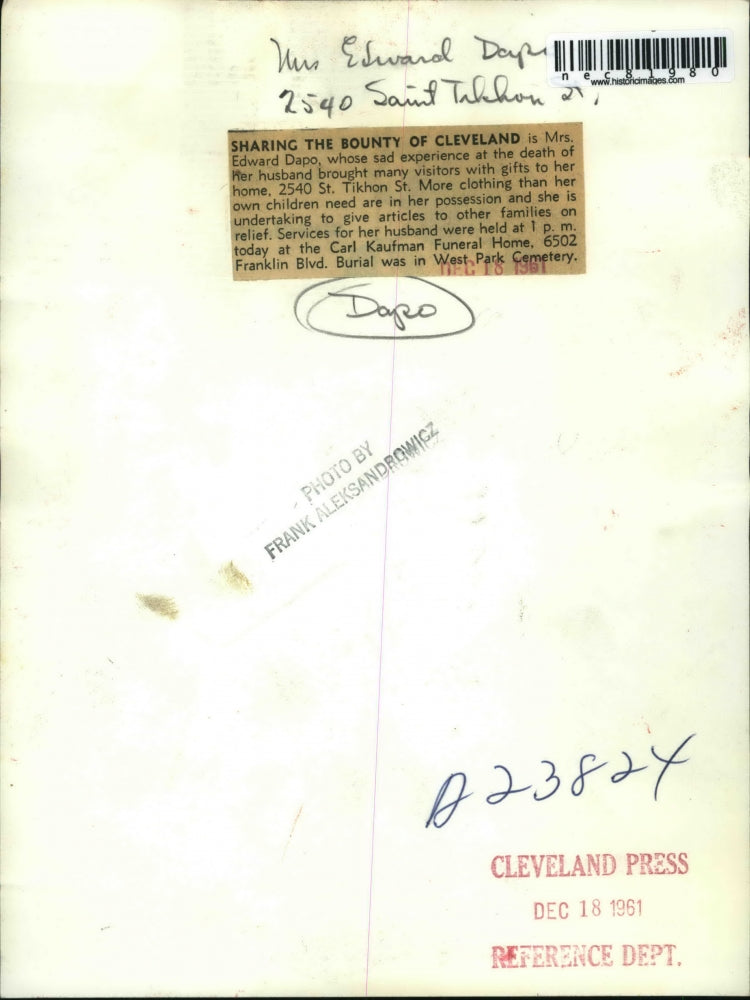 Mrs Edward Dapo
2540 Saint Tikhon St,
nec81980
www.historicimages.com
SHARING THE BOUNTY OF CLEVELAND is Mrs.
Edward Dapo, whose sad experience at the death of
her husband brought many visitors with gifts to her
home, 2540 St. Tikhon St. More clothing than her
own children need are in her possession and she is
undertaking to give articles to other families on
relief. Services for her husband were held at 1 p. m.
today at the Carl Kaufman Funeral Home, 6502
Franklin Blvd. Burial was in West Park Cemetery.
DEC 18 1961
Dapo
PHOTO BY
FRANK ALEKSANDROWICZ
A23824
CLEVELAND PRESS
DEC 18 1961
REFERENCE DEPT.